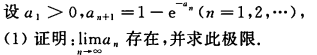 设 a₁>0,aₙ₊₁=1-e^{-aₙ}(n=1,2,⋯),
(1) 证明:lim_{n→∞} aₙ 存在,并求此极限.